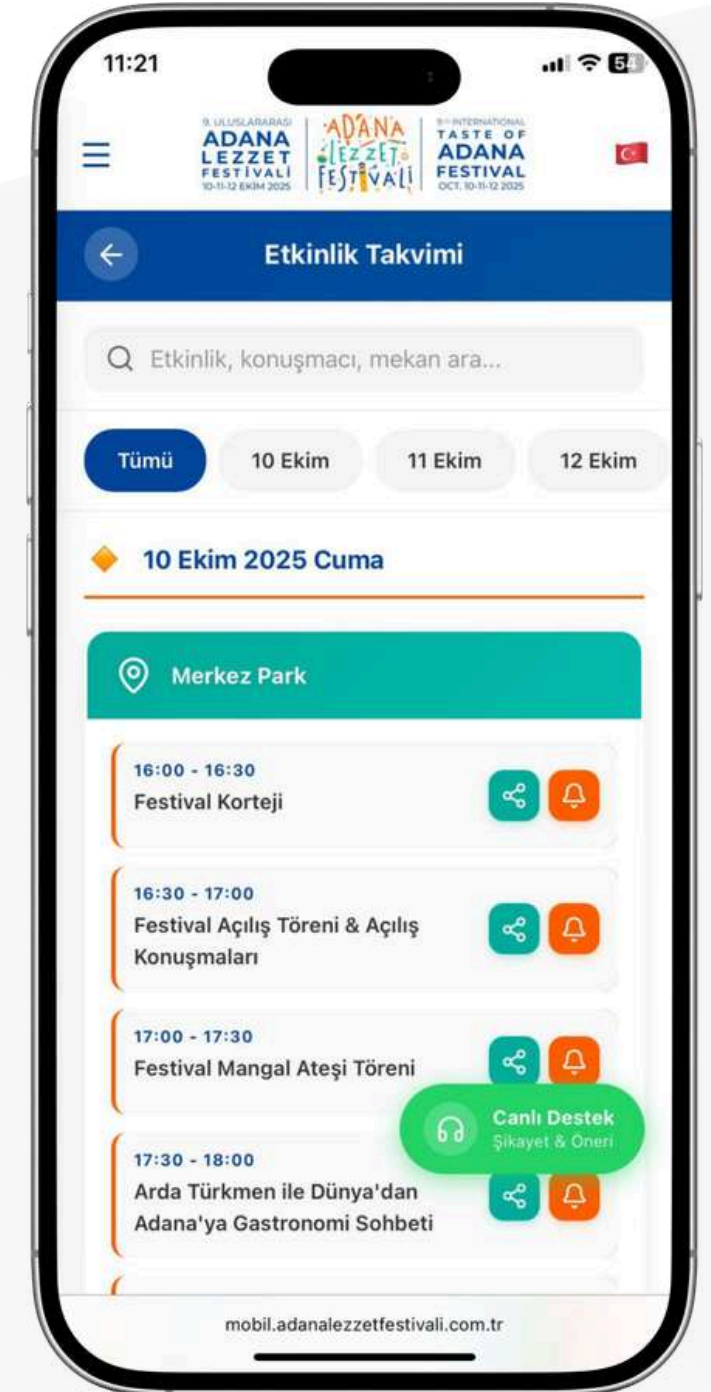 11:21
54
9. ULUSLARARASI
ADANA
LEZZET
FESTİVALİ
10-11-12 EKİM 2025
ADANA
LEZZET
FESTİVALİ
9TH INTERNATIONAL
TASTE OF
ADANA
FESTIVAL
OCT. 10-11-12 2025
Etkinlik Takvimi
Etkinlik, konuşmacı, mekan ara...
Tümü
10 Ekim
11 Ekim
12 Ekim
10 Ekim 2025 Cuma
Merkez Park
16:00 - 16:30
Festival Korteji
16:30 - 17:00
Festival Açılış Töreni & Açılış
Konuşmaları
17:00 - 17:30
Festival Mangal Ateşi Töreni
Canlı Destek
Şikayet & Öneri
17:30 - 18:00
Arda Türkmen ile Dünya'dan
Adana'ya Gastronomi Sohbeti
mobil.adanalezzetfestivali.com.tr